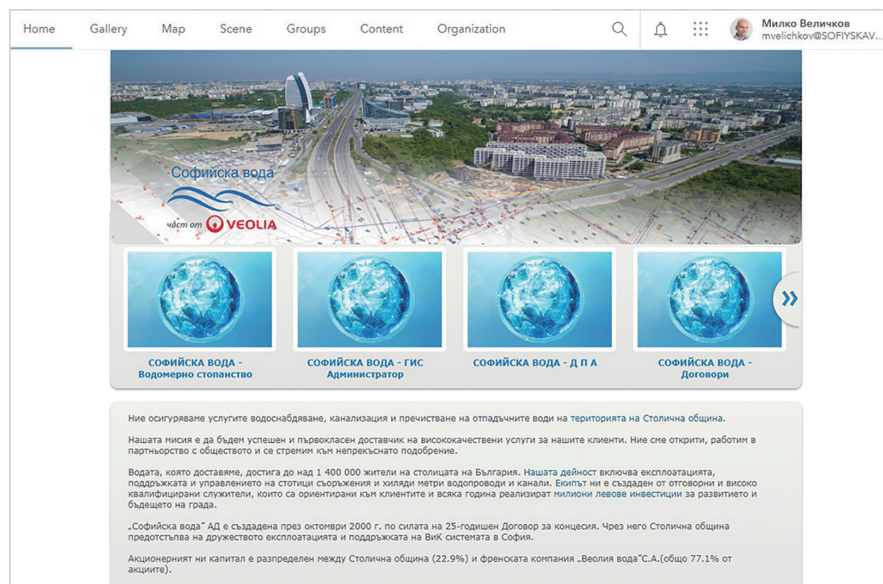 Home Gallery Map Scene Groups Content Organization
Милко Величков
mvelichkov@SOFIYSKAV...
Софийска вода
част от VEOLIA
СОФИЙСКА ВОДА -
Водомерно стопанство
СОФИЙСКА ВОДА - ГИС
Администратор
СОФИЙСКА ВОДА - Д П А
СОФИЙСКА ВОДА -
Договори
Ние осигуряваме услугите водоснабдяване, канализация и пречистване на отпадъчните води на територията на Столична община.
Нашата мисия е да бъдем успешен и първокласен доставчик на висококачествени услуги за нашите клиенти. Ние сме открити, работим в
партньорство с обществото и се стремим към непрекъснато подобрение.
Водата, която доставяме, достига до над 1 400 000 жители на столицата на България. Нашата дейност включва експлоатацията,
поддръжката и управлението на стотици съоръжения и хиляди метри водопроводи и канали. Екипът ни е създаден от отговорни и високо
квалифицирани служители, които са ориентирани към клиентите и всяка година реализират милиони левове инвестиции за развитието и
бъдещето на града.
„Софийска вода" АД е създадена през октомври 2000 г. по силата на 25-годишен Договор за концесия. Чрез него Столична община
предотстъпва на дружеството експлоатацията и поддръжката на ВиК системата в София.
Акционерният ни капитал е разпределен между Столична община (22.9%) и френската компания „Веолия вода"С.А.(общо 77.1% от
акциите).